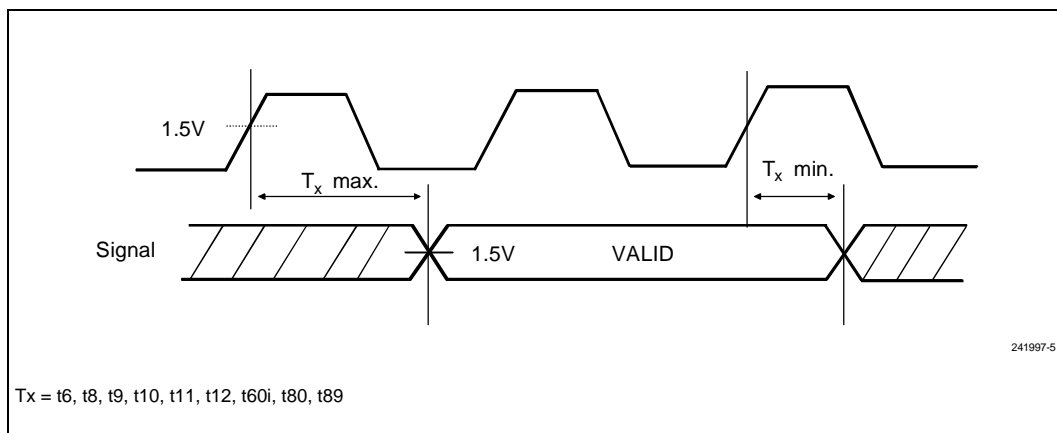 1.5V
Tx max.
Tx min.
Signal
1.5V VALID
241997-5
Tx = t6, t8, t9, t10, t11, t12, t60i, t80, t89